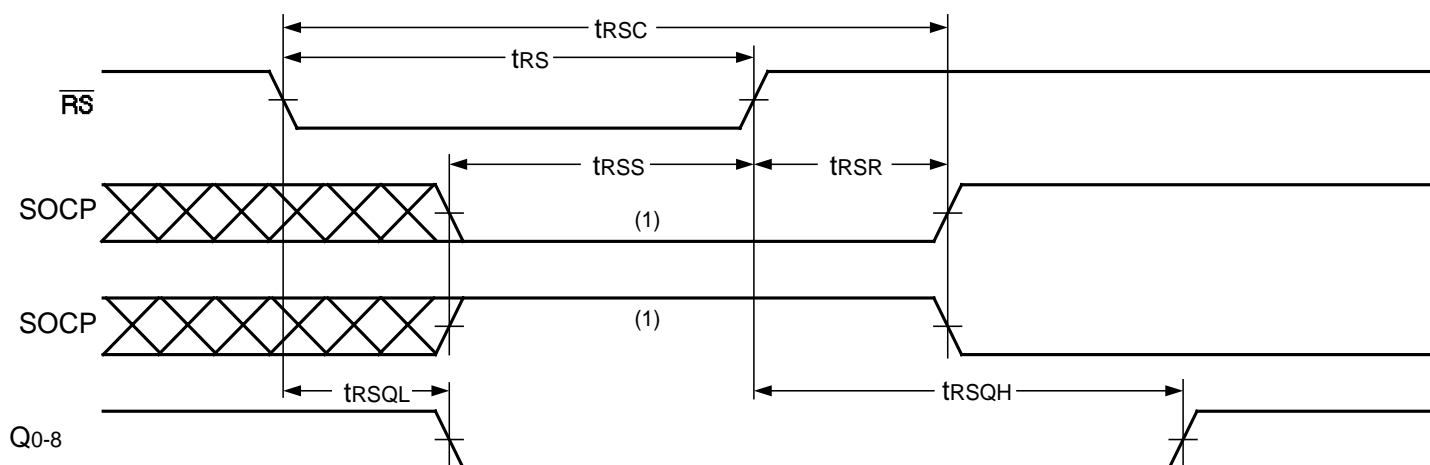 tRSC
tRS
RS
tRSS
tRSR
SOCP
(1)
SOCP
(1)
tRSQL
tRSQH
Q0-8